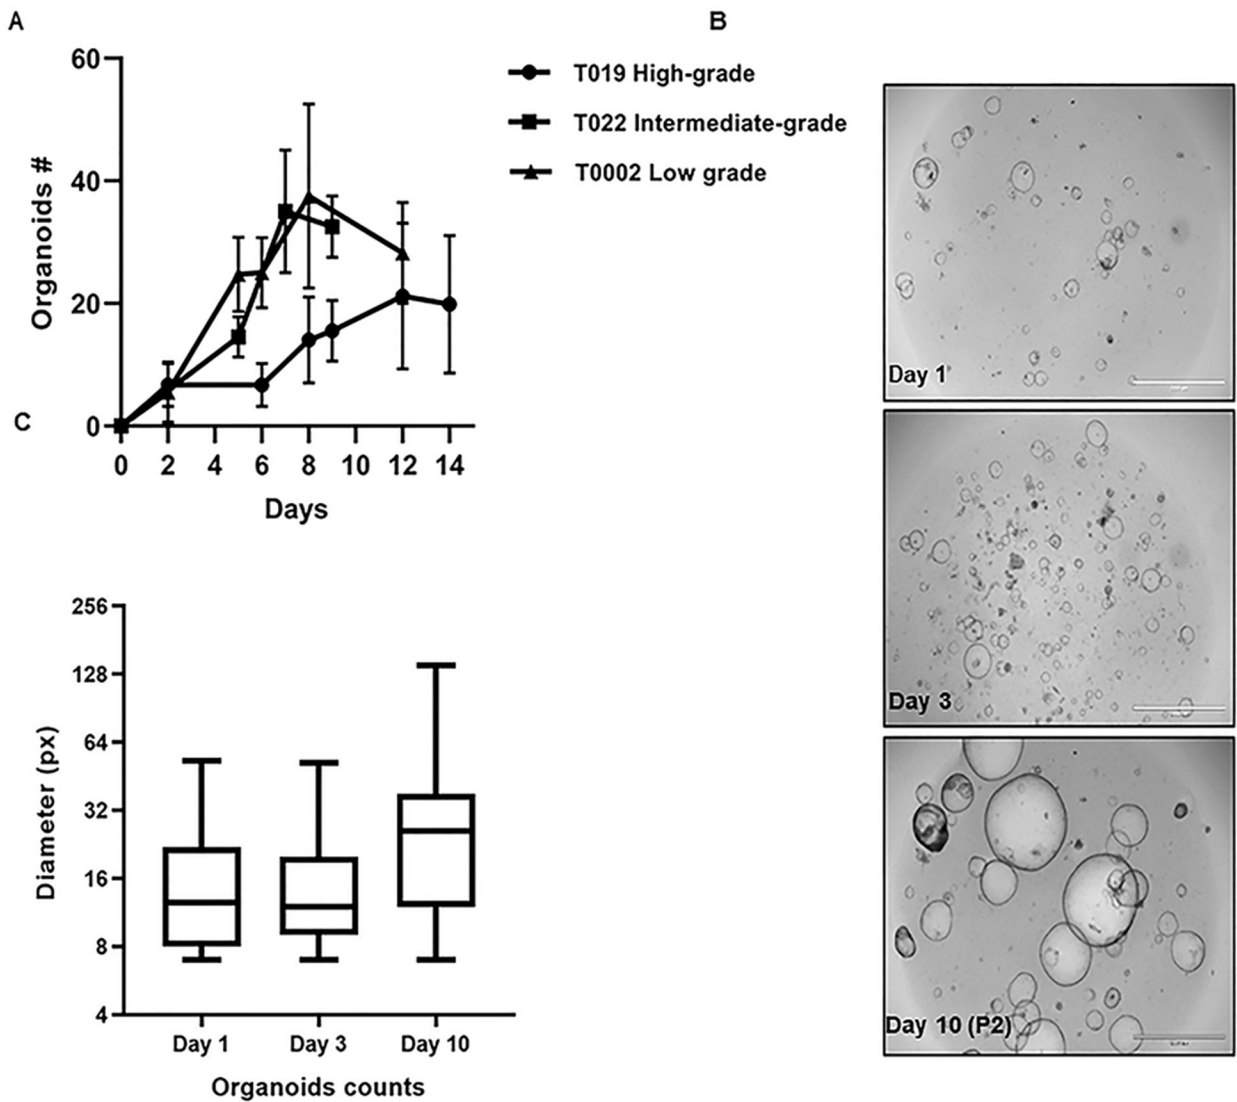 A
B
60
40
20
0
Organoids #
0 2 4 6 8 10 12 14
Days
T019 High-grade
T022 Intermediate-grade
T0002 Low grade
Day 1
Day 3
Day 10 (P2)
C
256
128
64
32
16
8
4
Diameter (px)
Day 1 Day 3 Day 10
Organoids counts